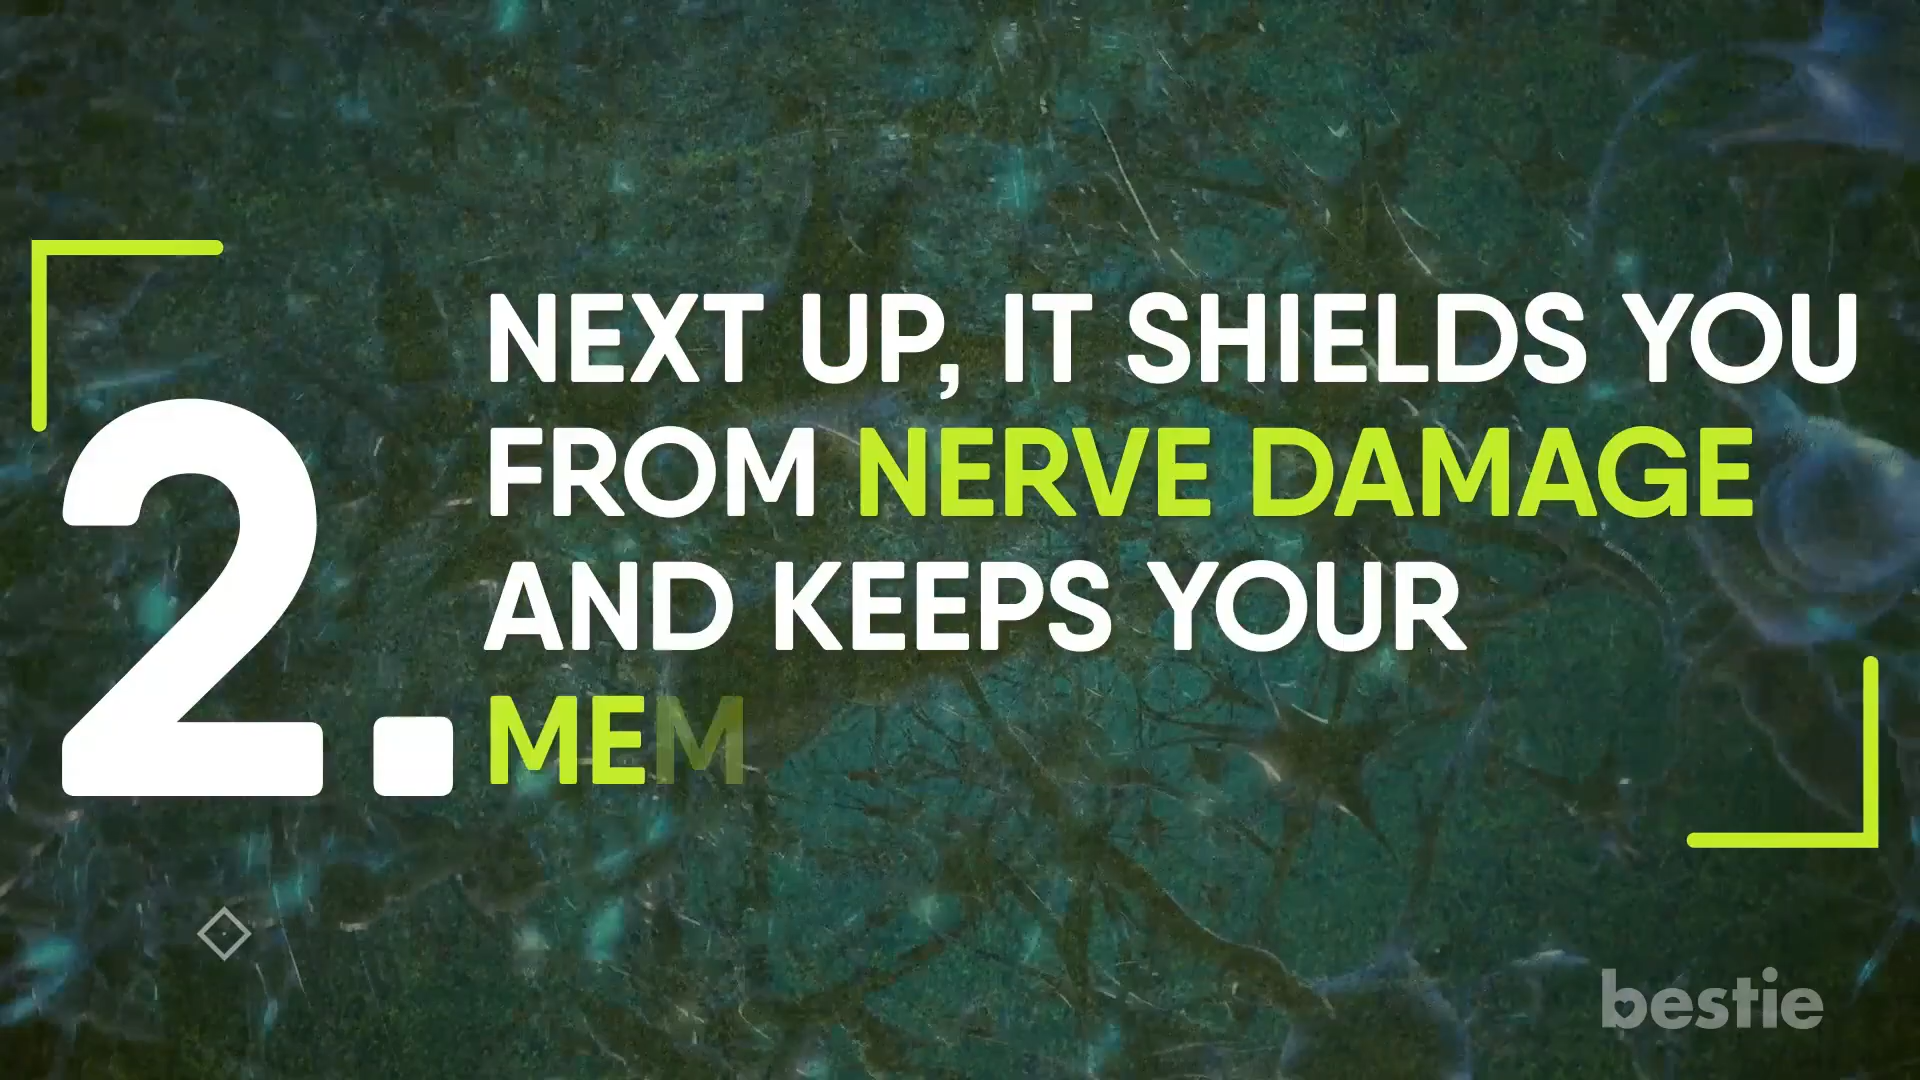 2.
NEXT UP, IT SHIELDS YOU
FROM NERVE DAMAGE
AND KEEPS YOUR
MEM
bestie